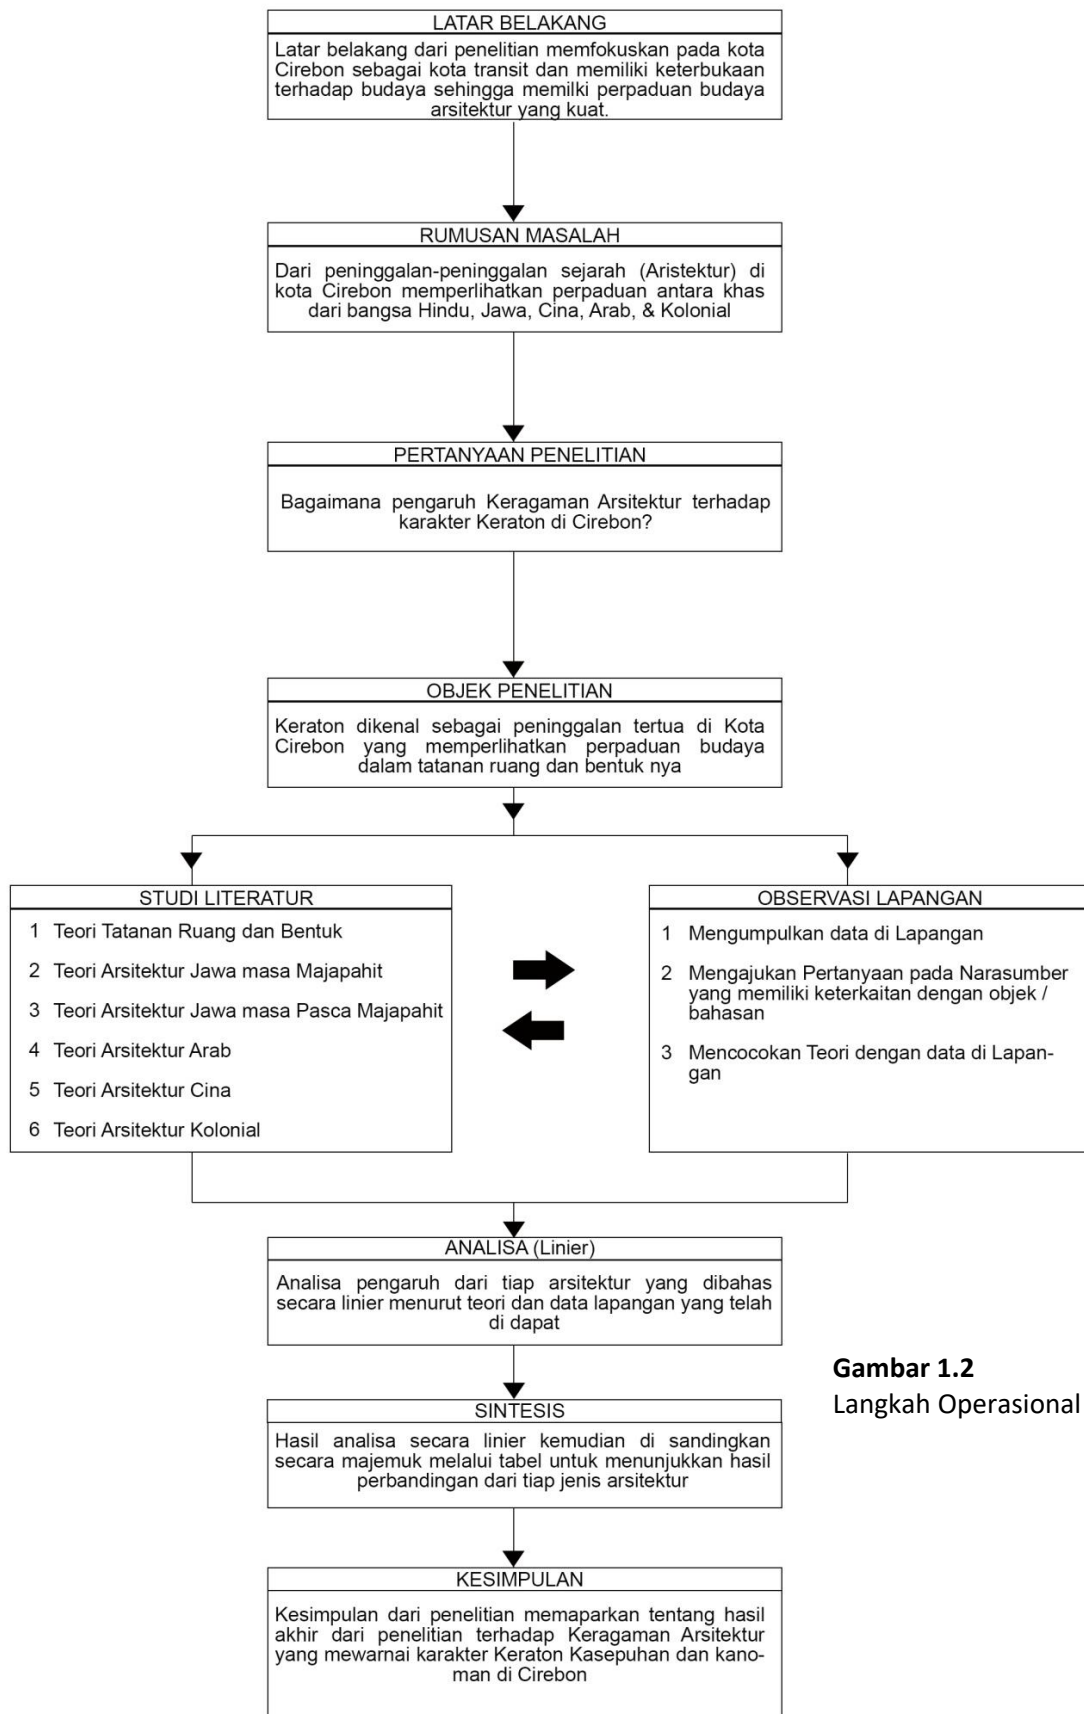 LATAR BELAKANG
Latar belakang dari penelitian memfokuskan pada kota
Cirebon sebagai kota transit dan memiliki keterbukaan
terhadap budaya sehingga memilki perpaduan budaya
arsitektur yang kuat.
RUMUSAN MASALAH
Dari peninggalan-peninggalan sejarah (Aristektur) di
kota Cirebon memperlihatkan perpaduan antara khas
dari bangsa Hindu, Jawa, Cina, Arab, & Kolonial
PERTANYAAN PENELITIAN
Bagaimana pengaruh Keragaman Arsitektur terhadap
karakter Keraton di Cirebon?
OBJEK PENELITIAN
Keraton dikenal sebagai peninggalan tertua di Kota
Cirebon yang memperlihatkan perpaduan budaya
dalam tatanan ruang dan bentuk nya
STUDI LITERATUR
1 Teori Tatanan Ruang dan Bentuk
2 Teori Arsitektur Jawa masa Majapahit
3 Teori Arsitektur Jawa masa Pasca Majapahit
4 Teori Arsitektur Arab
5 Teori Arsitektur Cina
6 Teori Arsitektur Kolonial
OBSERVASI LAPANGAN
1 Mengumpulkan data di Lapangan
2 Mengajukan Pertanyaan pada Narasumber
yang memiliki keterkaitan dengan objek /
bahasan
3 Mencocokan Teori dengan data di Lapan-
gan
ANALISA (Linier)
Analisa pengaruh dari tiap arsitektur yang dibahas
secara linier menurut teori dan data lapangan yang telah
di dapat
SINTESIS
Hasil analisa secara linier kemudian di sandingkan
secara majemuk melalui tabel untuk menunjukkan hasil
perbandingan dari tiap jenis arsitektur
Gambar 1.2
Langkah Operasional
KESIMPULAN
Kesimpulan dari penelitian memaparkan tentang hasil
akhir dari penelitian terhadap Keragaman Arsitektur
yang mewarnai karakter Keraton Kasepuhan dan kano-
man di Cirebon